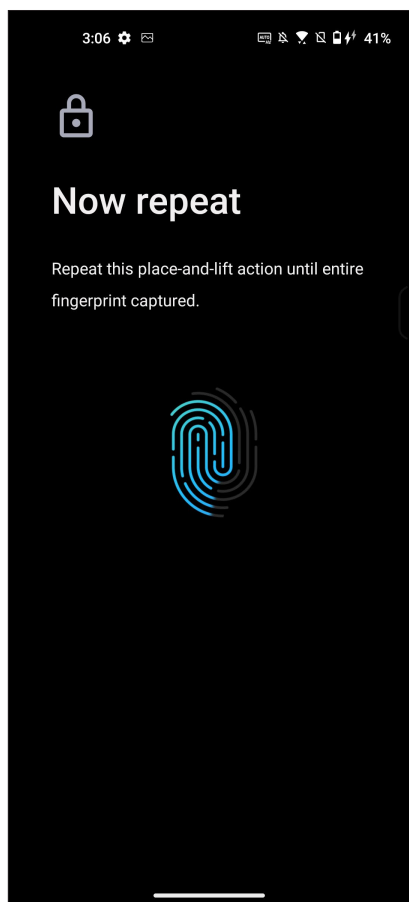 3:06 41%
Now repeat
Repeat this place-and-lift action until entire
fingerprint captured.